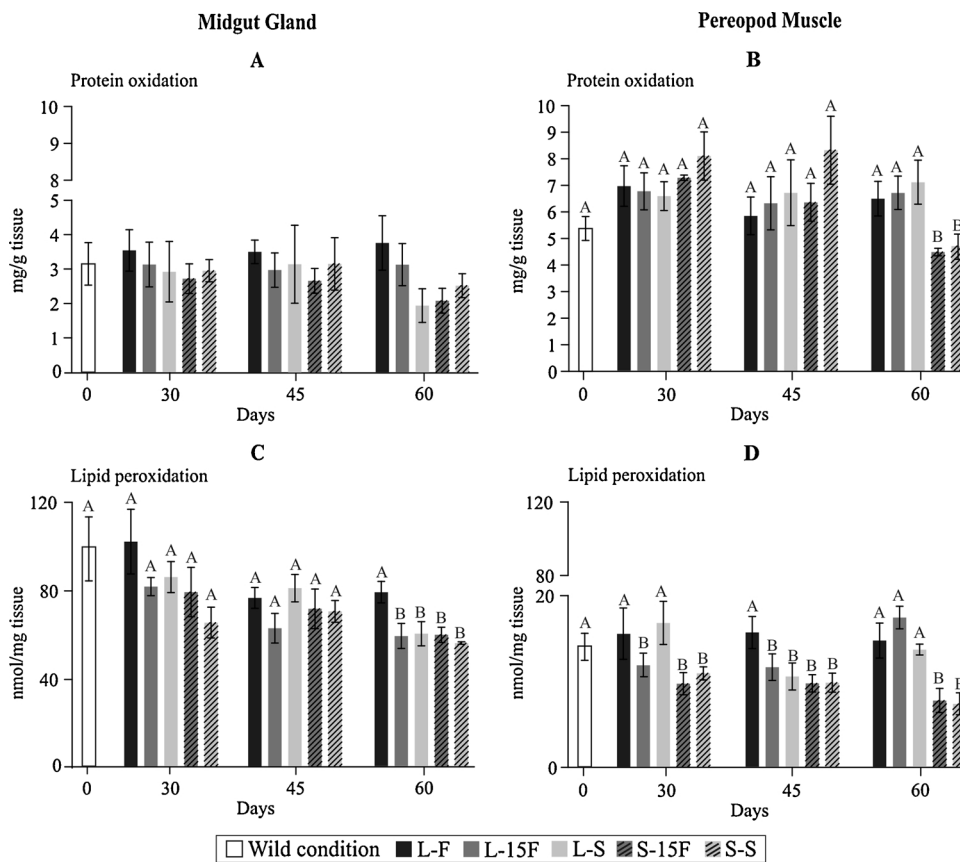 Midgut Gland
Pereopod Muscle
A
Protein oxidation
10
9
8
5
4
3
2
1
0
mg/g tissue
0 30 45 60
Days
B
Protein oxidation
10
9
8
7
6
5
4
3
2
1
0
mg/g tissue
A
A A A A A
A A A A A
A A A B B
0 30 45 60
Days
C
Lipid peroxidation
120
80
40
0
nmol/mg tissue
A
A A A A A
A A A A A
A B B B B
0 30 45 60
Days
D
Lipid peroxidation
120
80
20
0
nmol/mg tissue
A
A B A B B
A B B B B
A A A B B
0 30 45 60
Days
Wild condition L-F L-15F L-S S-15F S-S